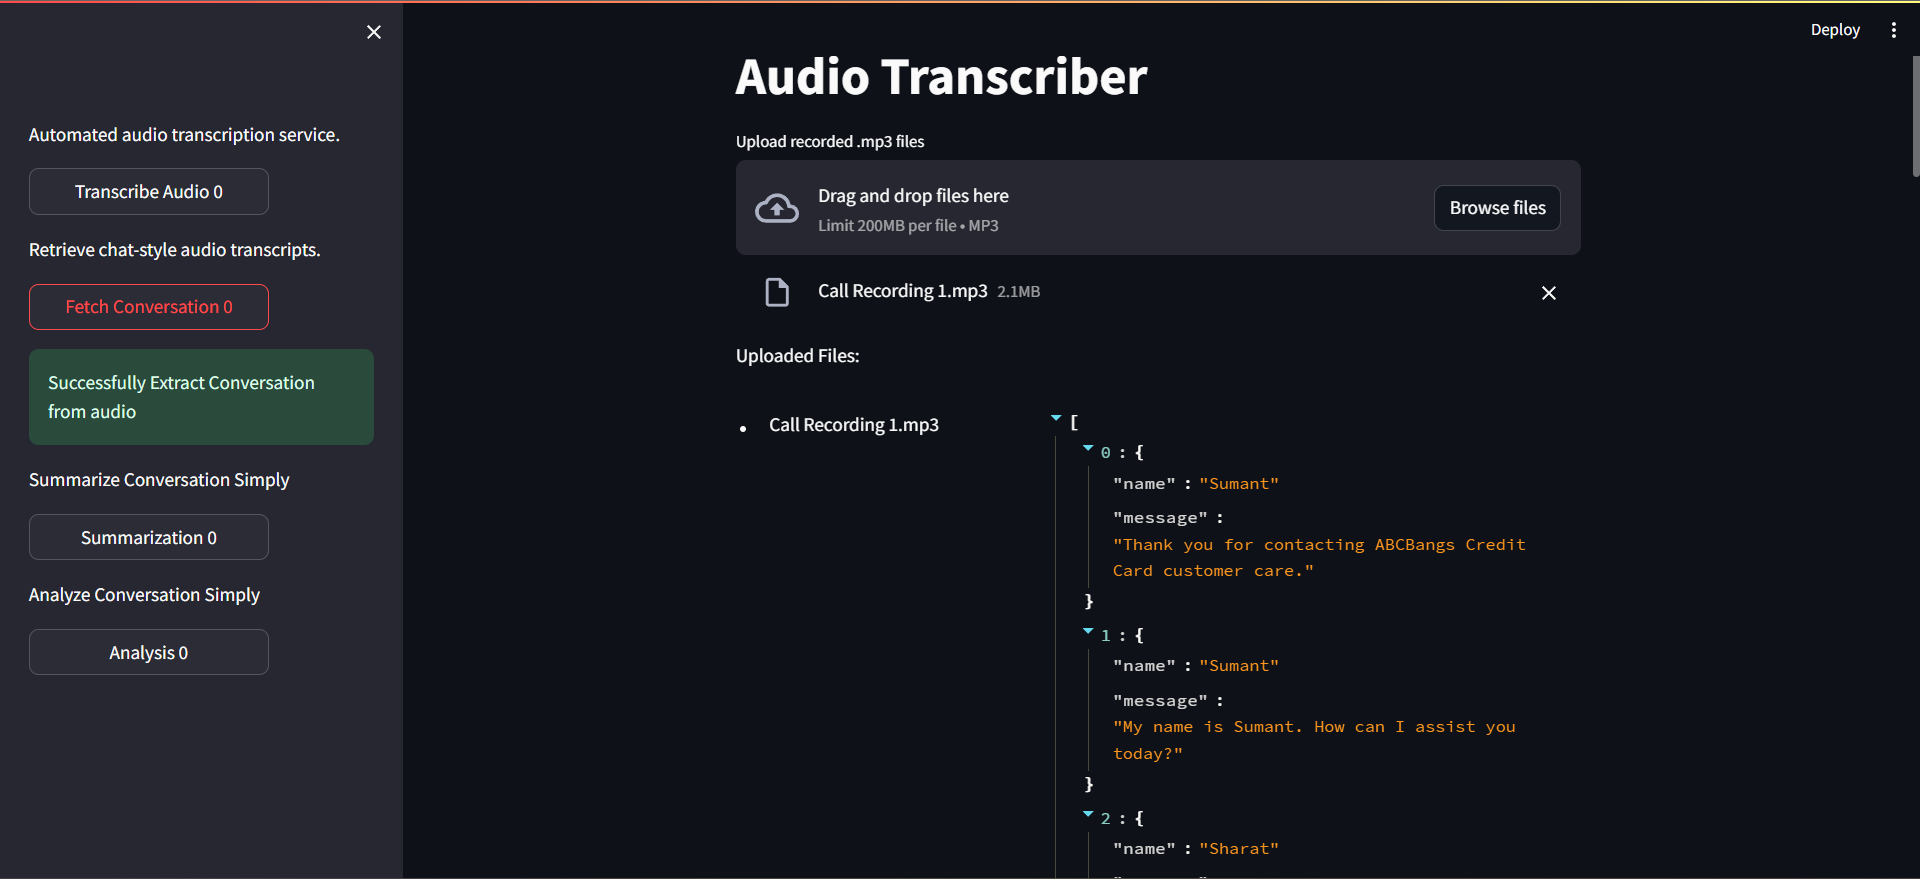 Deploy
Automated audio transcription service.
Transcribe Audio 0
Retrieve chat-style audio transcripts.
Fetch Conversation 0
Successfully Extract Conversation
from audio
Summarize Conversation Simply
Summarization 0
Analyze Conversation Simply
Analysis 0
Audio Transcriber
Upload recorded .mp3 files
Drag and drop files here
Limit 200MB per file • MP3
Browse files
Call Recording 1.mp3 2.1MB
Uploaded Files:
• Call Recording 1.mp3
[
0 : {
"name" : "Sumant"
"message" :
"Thank you for contacting ABCBangs Credit
Card customer care."
}
1 : {
"name" : "Sumant"
"message" :
"My name is Sumant. How can I assist you
today?"
}
2 : {
"name" : "Sharat"